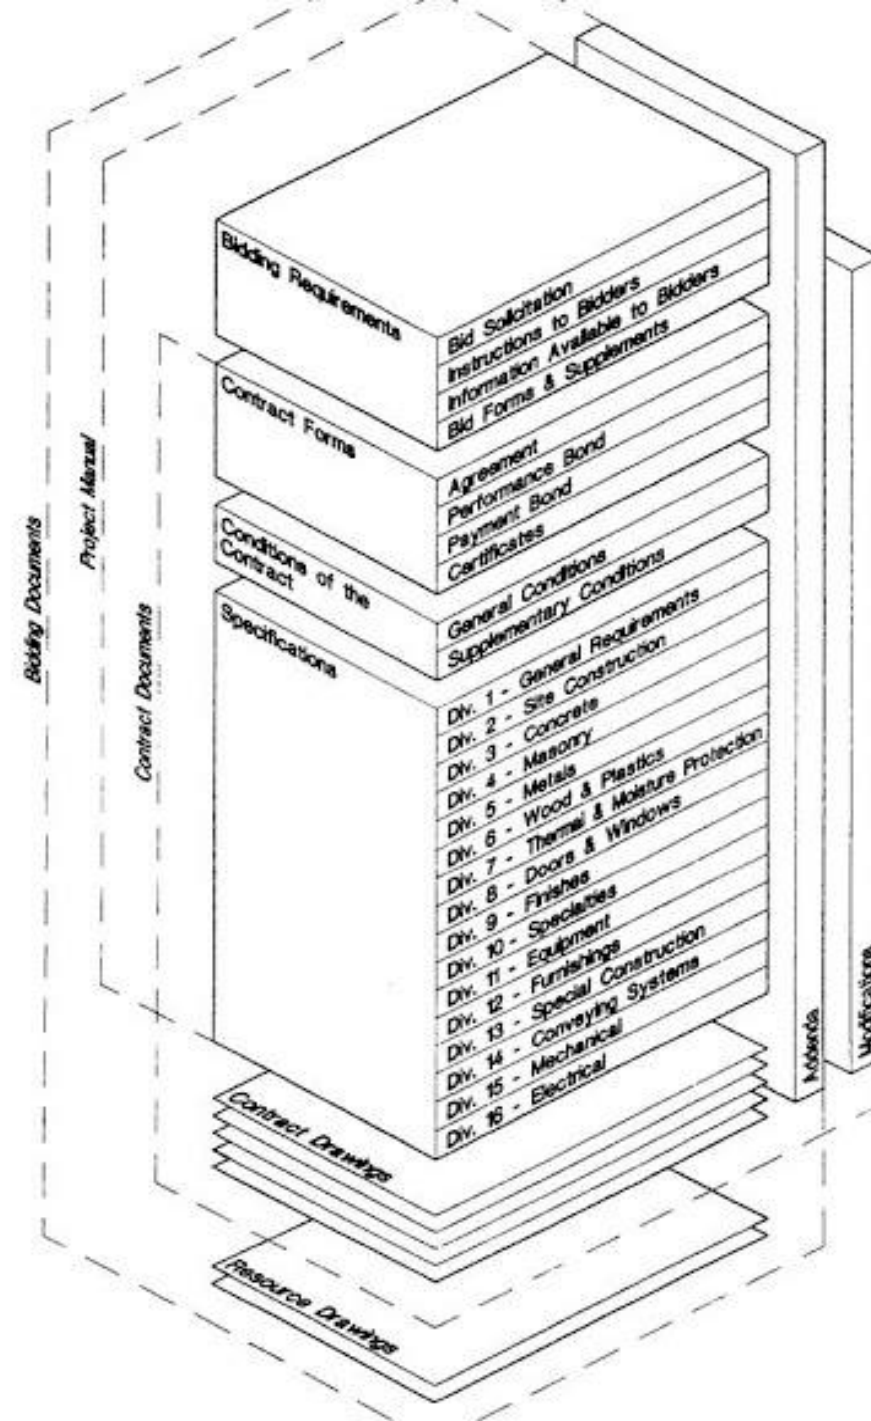 Bidding Documents
Project Manual
Contract Documents
Bidding Requirements
Bid Solicitation
Instructions to Bidders
Information Available to Bidders
Bid Forms & Supplements
Contract Forms
Agreement
Performance Bond
Payment Bond
Certificates
Conditions of the
Contract
General Conditions
Supplementary Conditions
Specifications
Div. 1 - General Requirements
Div. 2 - Site Construction
Div. 3 - Concrete
Div. 4 - Masonry
Div. 5 - Metals
Div. 6 - Wood & Plastics
Div. 7 - Thermal & Moisture Protection
Div. 8 - Doors & Windows
Div. 9 - Finishes
Div. 10 - Specialties
Div. 11 - Equipment
Div. 12 - Furnishings
Div. 13 - Special Construction
Div. 14 - Conveying Systems
Div. 15 - Mechanical
Div. 16 - Electrical
Addenda
Modifications
Contract Drawings
Resource Drawings